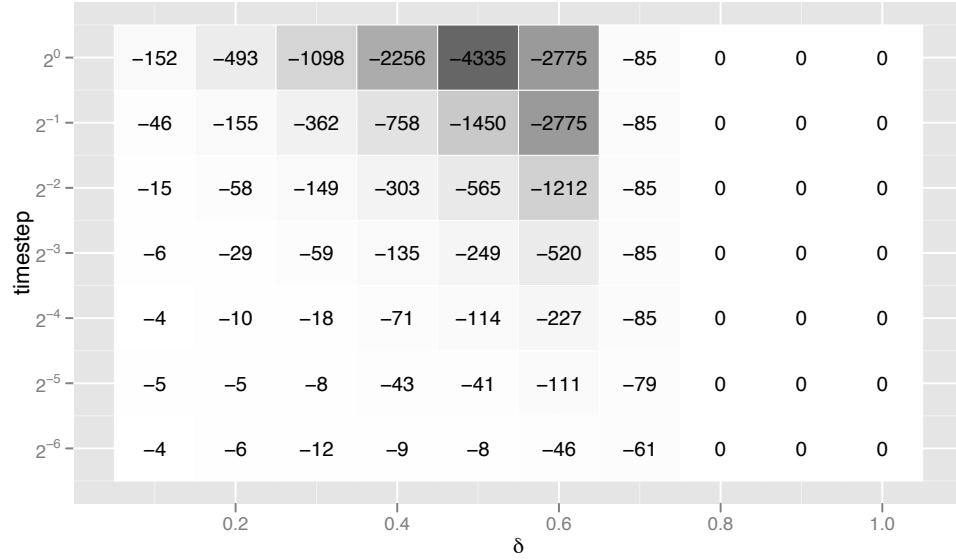 2⁰ −152 −493 −1098 −2256 −4335 −2775 −85 0 0 0
2⁻¹ −46 −155 −362 −758 −1450 −2775 −85 0 0 0
2⁻² −15 −58 −149 −303 −565 −1212 −85 0 0 0
2⁻³ −6 −29 −59 −135 −249 −520 −85 0 0 0
2⁻⁴ −4 −10 −18 −71 −114 −227 −85 0 0 0
2⁻⁵ −5 −5 −8 −43 −41 −111 −79 0 0 0
2⁻⁶ −4 −6 −12 −9 −8 −46 −61 0 0 0
timestep
0.2 0.4 0.6 0.8 1.0
δ